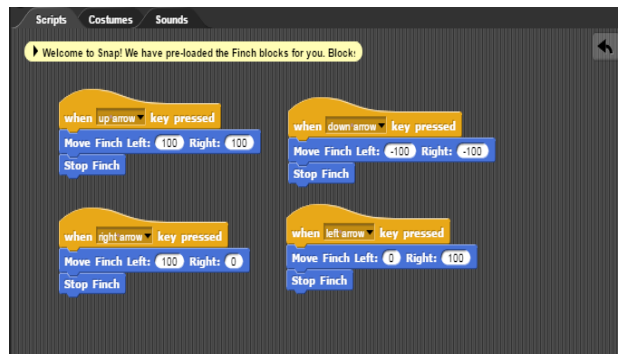 Scripts Costumes Sounds
Welcome to Snap! We have pre-loaded the Finch blocks for you. Block
when up arrow key pressed
Move Finch Left: 100 Right: 100
Stop Finch
when down arrow key pressed
Move Finch Left: -100 Right: -100
Stop Finch
when right arrow key pressed
Move Finch Left: 100 Right: 0
Stop Finch
when left arrow key pressed
Move Finch Left: 0 Right: 100
Stop Finch